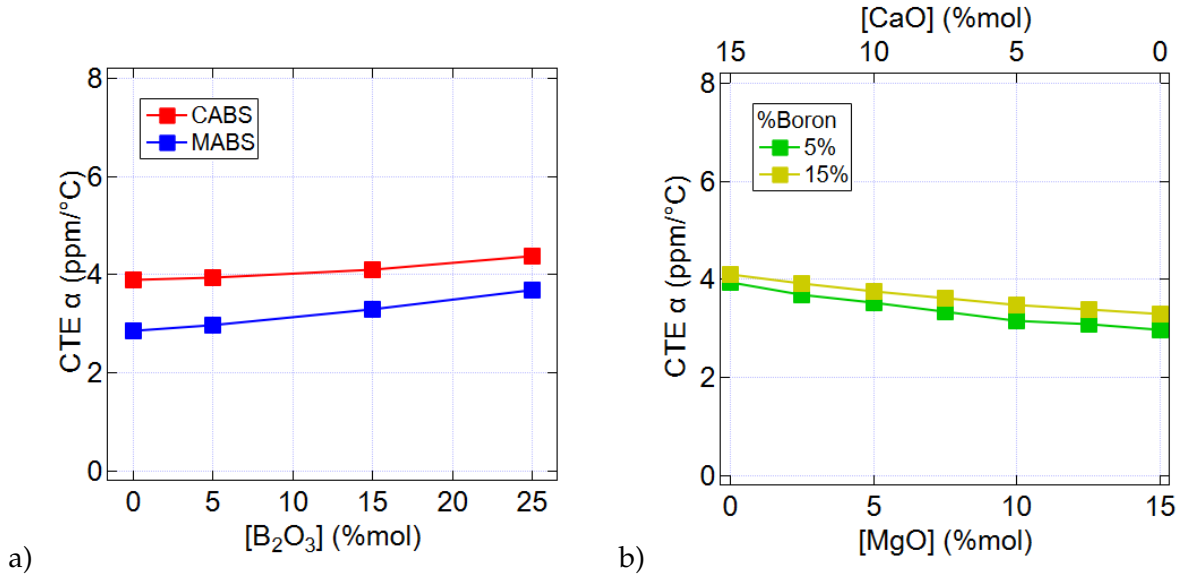 8
6
4
2
0
CTE α (ppm/°C)
CABS
MABS
0 5 10 15 20 25
[B₂O₃] (%mol)
a)
[CaO] (%mol)
15 10 5 0
8
6
4
2
0
CTE α (ppm/°C)
%Boron
5%
15%
0 5 10 15
[MgO] (%mol)
b)